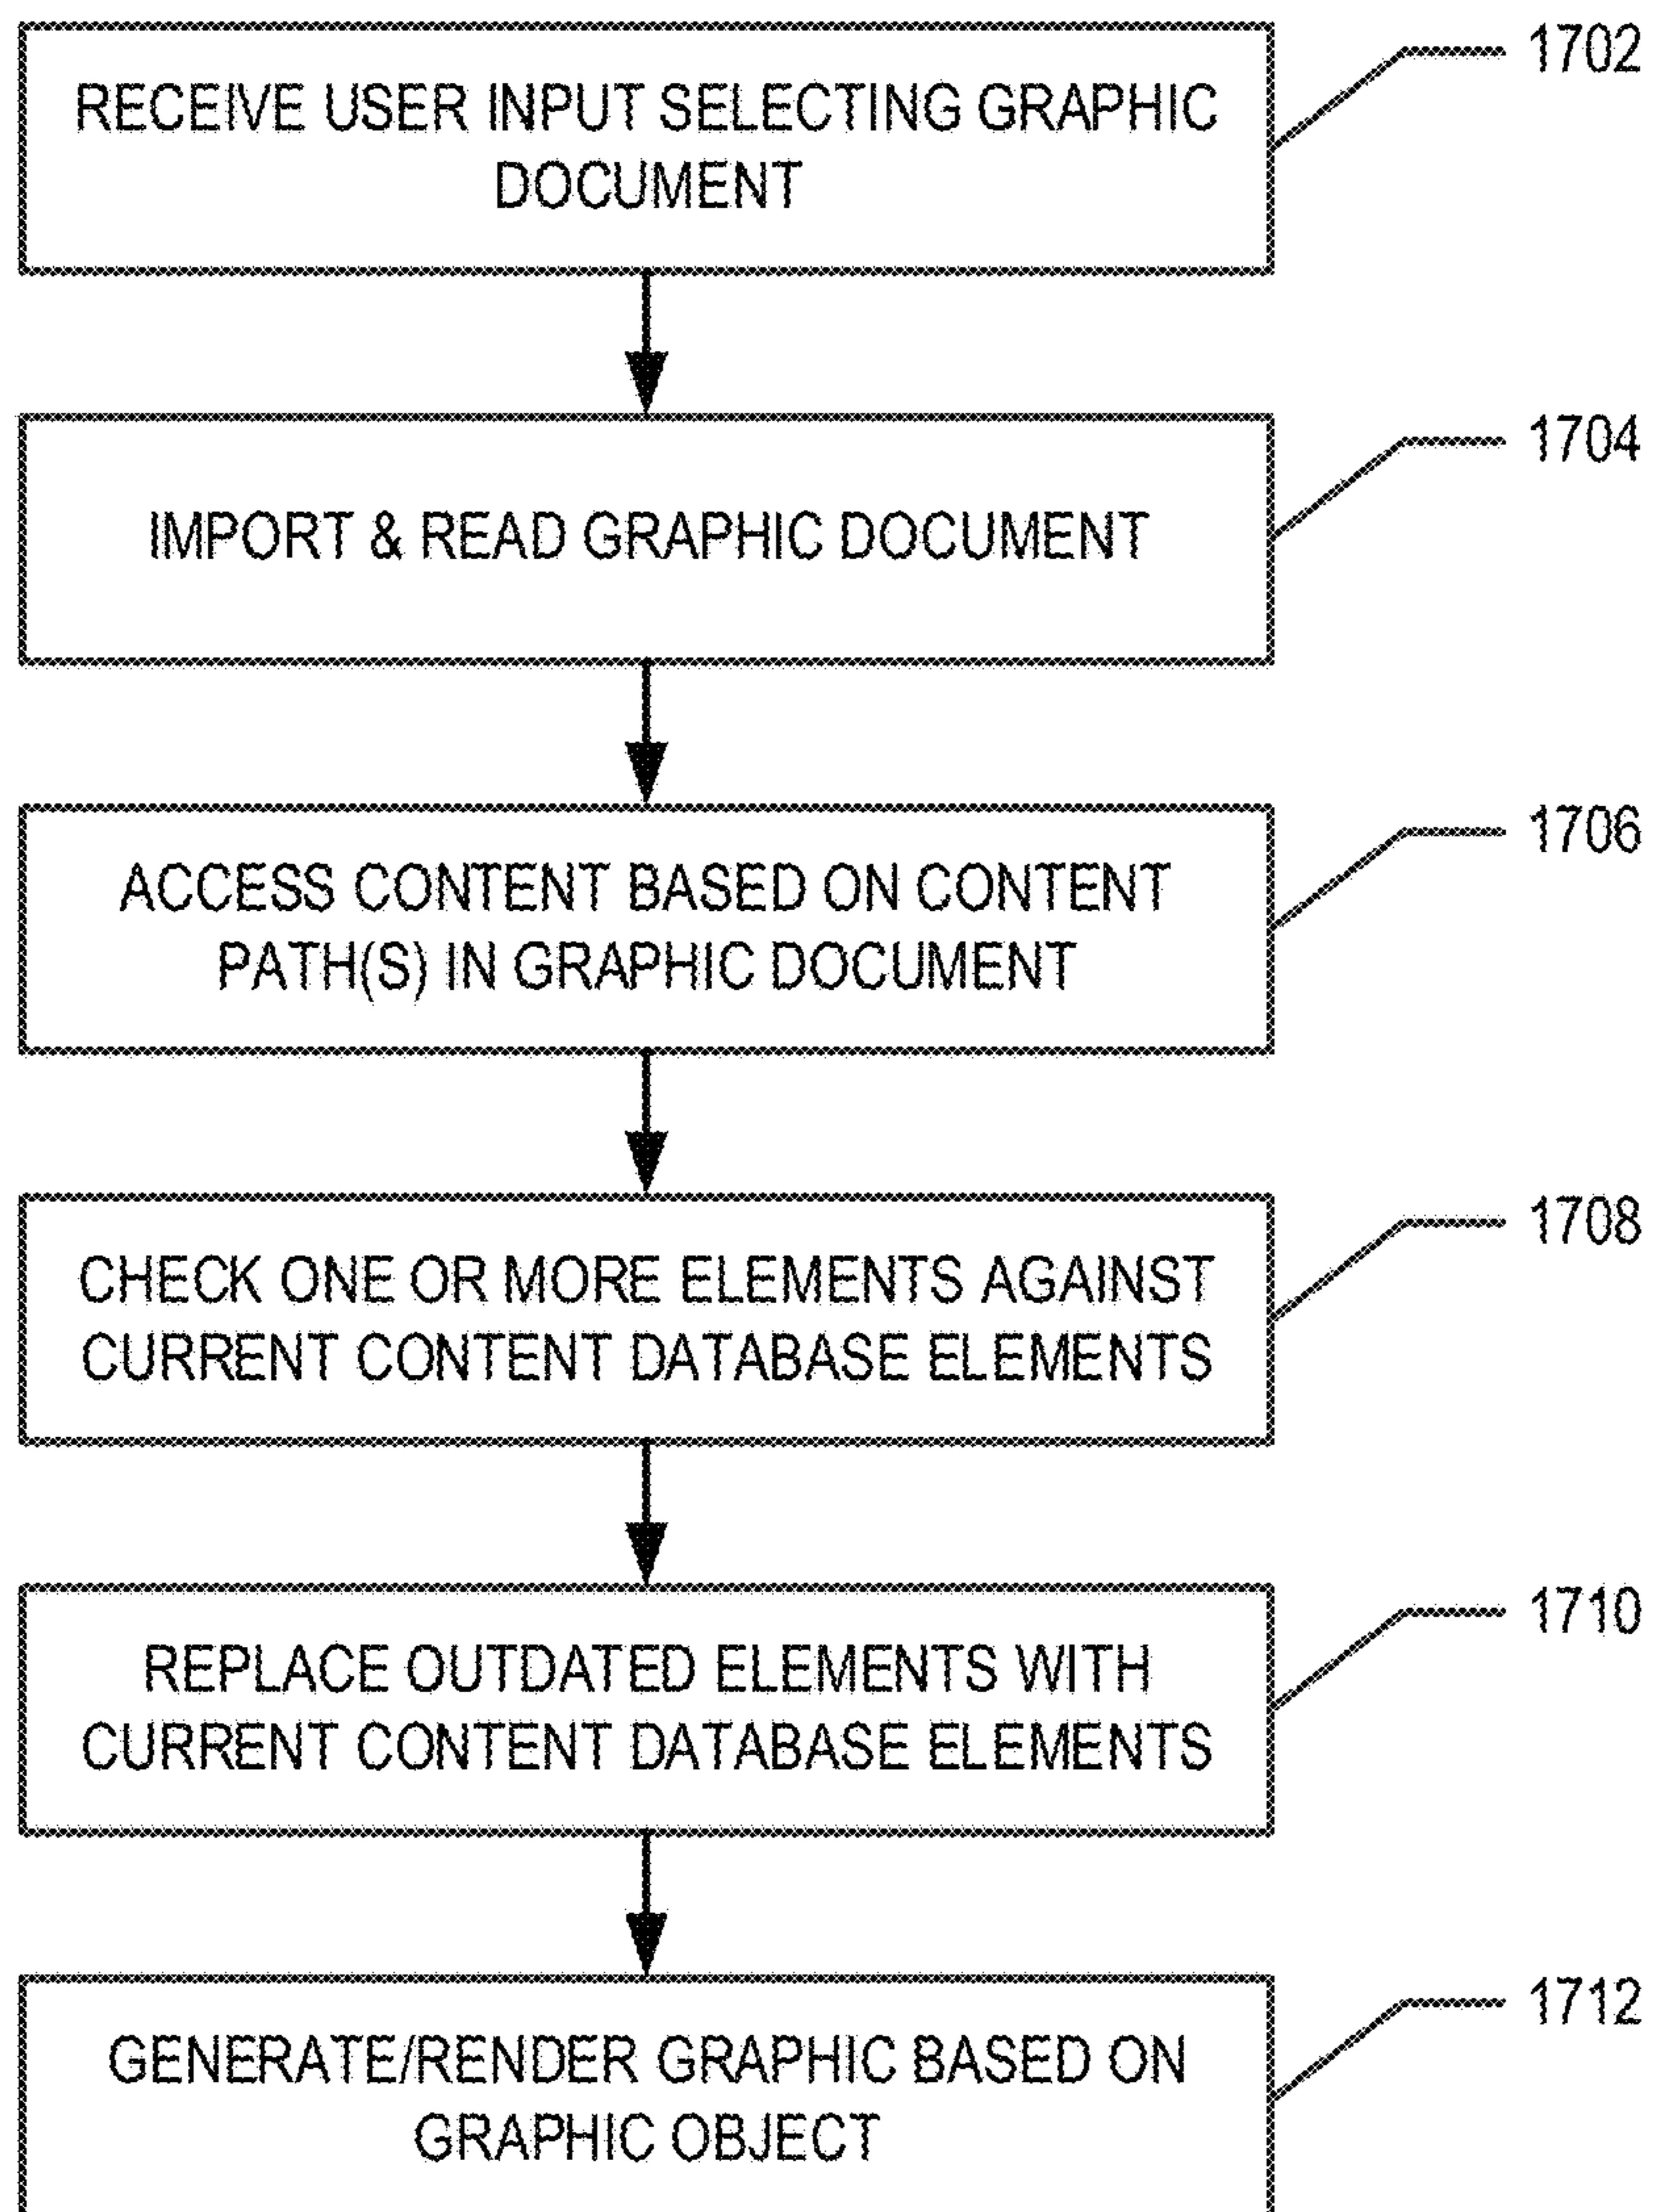 1702
RECEIVE USER INPUT SELECTING GRAPHIC
DOCUMENT
1704
IMPORT & READ GRAPHIC DOCUMENT
1706
ACCESS CONTENT BASED ON CONTENT
PATH(S) IN GRAPHIC DOCUMENT
1708
CHECK ONE OR MORE ELEMENTS AGAINST
CURRENT CONTENT DATABASE ELEMENTS
1710
REPLACE OUTDATED ELEMENTS WITH
CURRENT CONTENT DATABASE ELEMENTS
1712
GENERATE/RENDER GRAPHIC BASED ON
GRAPHIC OBJECT